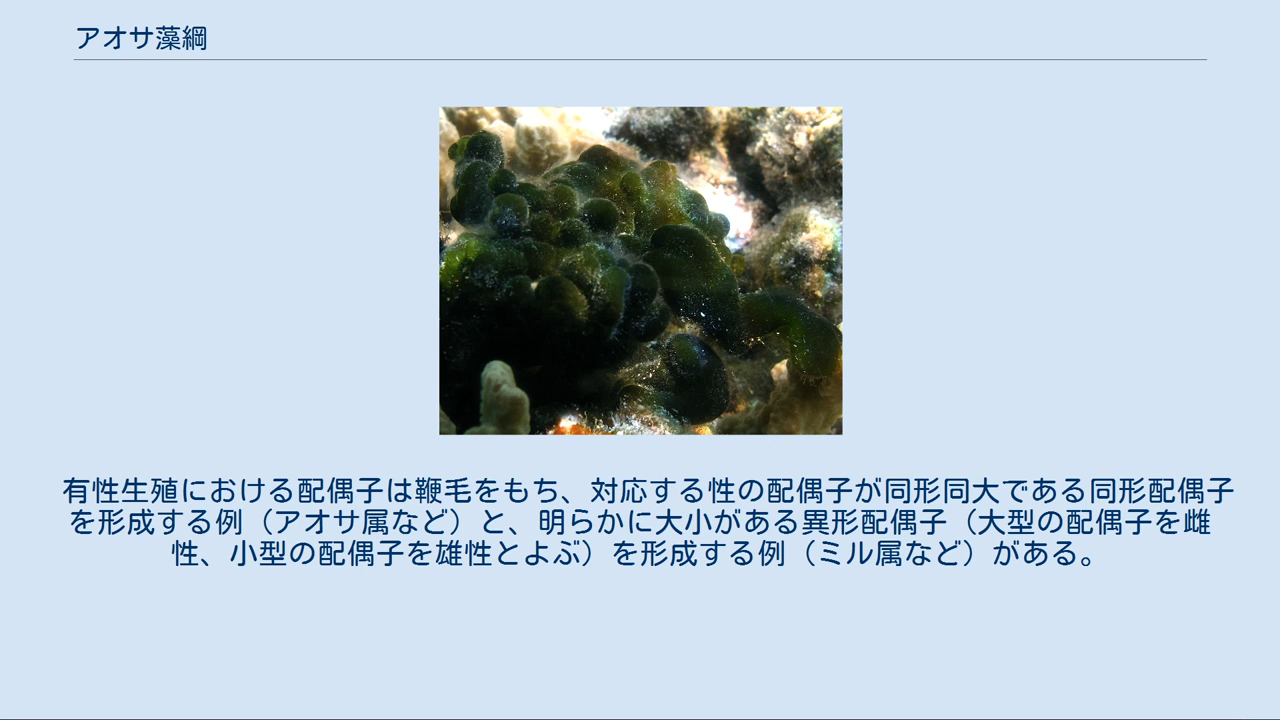 アオサ藻綱
有性生殖における配偶子は鞭毛をもち、対応する性の配偶子が同形同大である同形配偶子
を形成する例（アオサ属など）と、明らかに大小がある異形配偶子（大型の配偶子を雌
性、小型の配偶子を雄性とよぶ）を形成する例（ミル属など）がある。